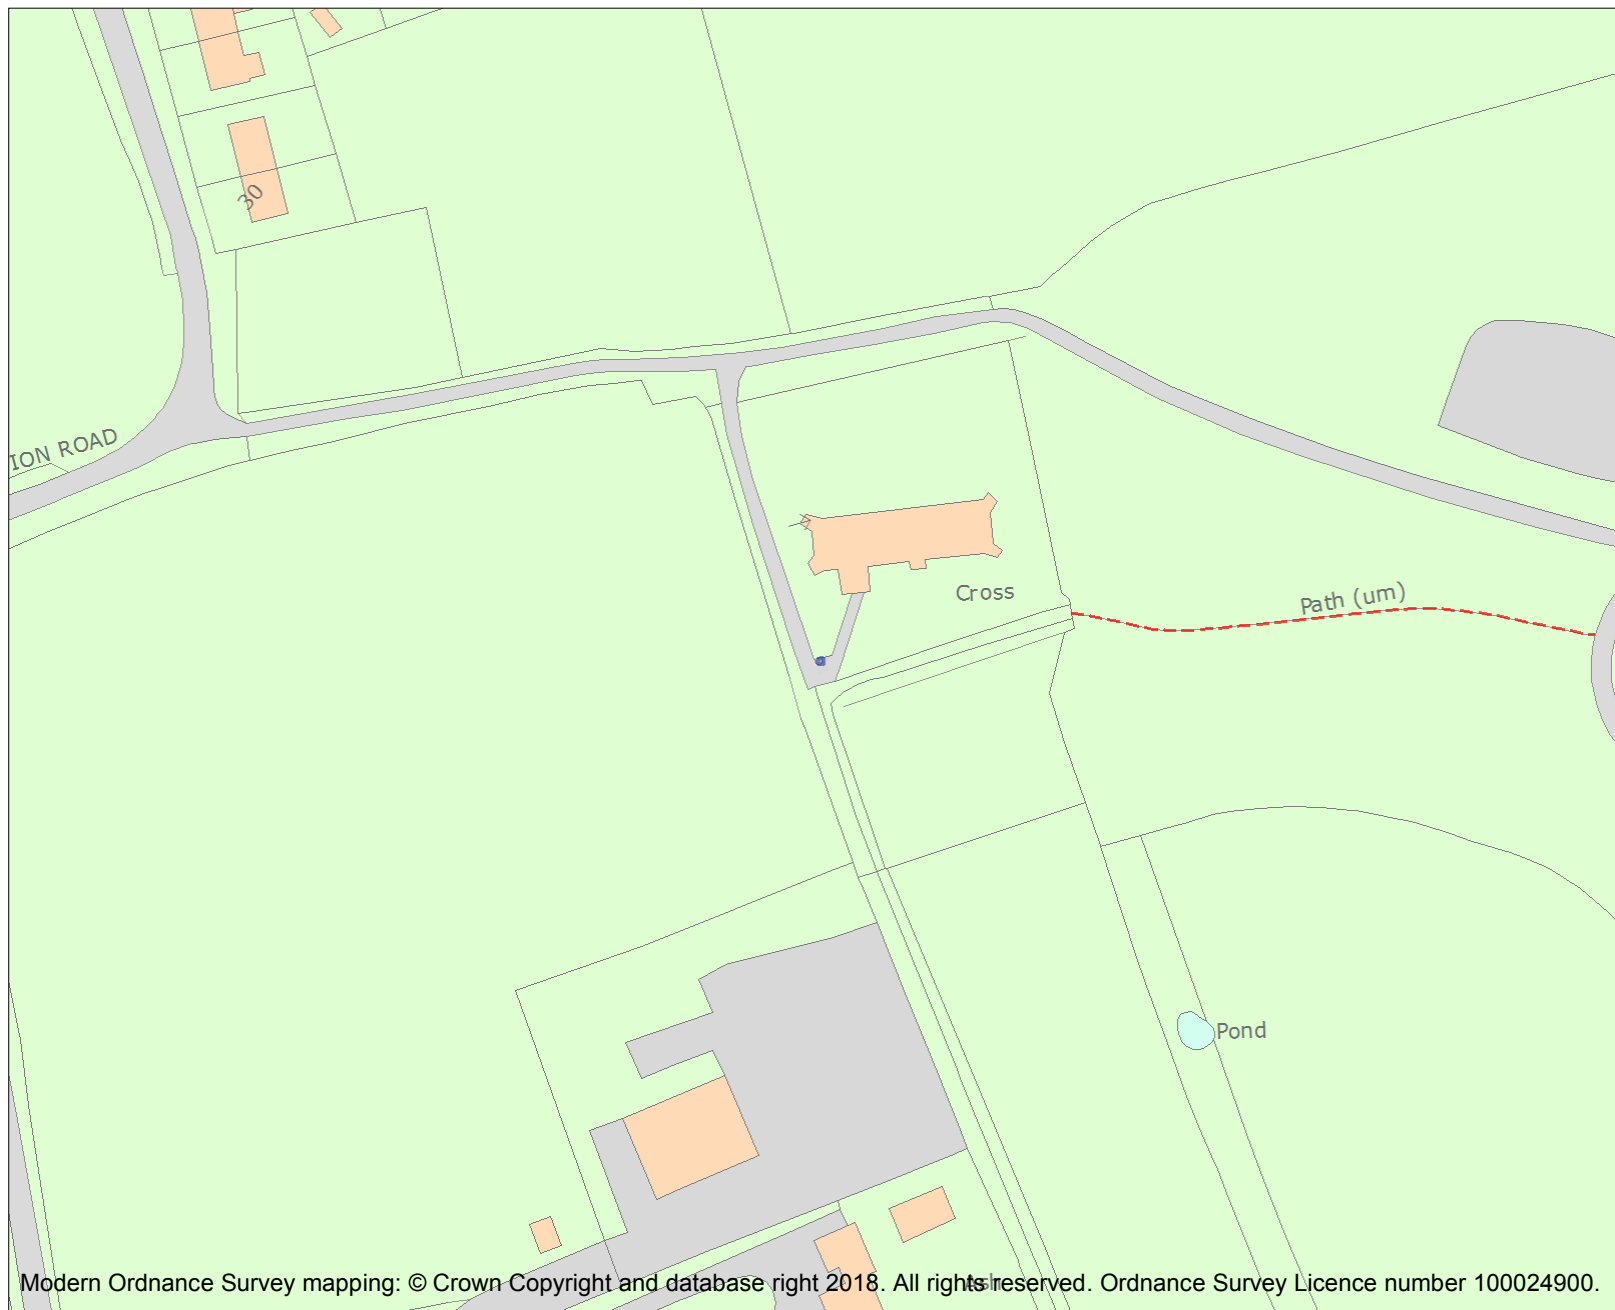 30
ION ROAD
Cross
Path (um)
Pond
Ash
Modern Ordnance Survey mapping: © Crown Copyright and database right 2018. All rights reserved. Ordnance Survey Licence number 100024900.